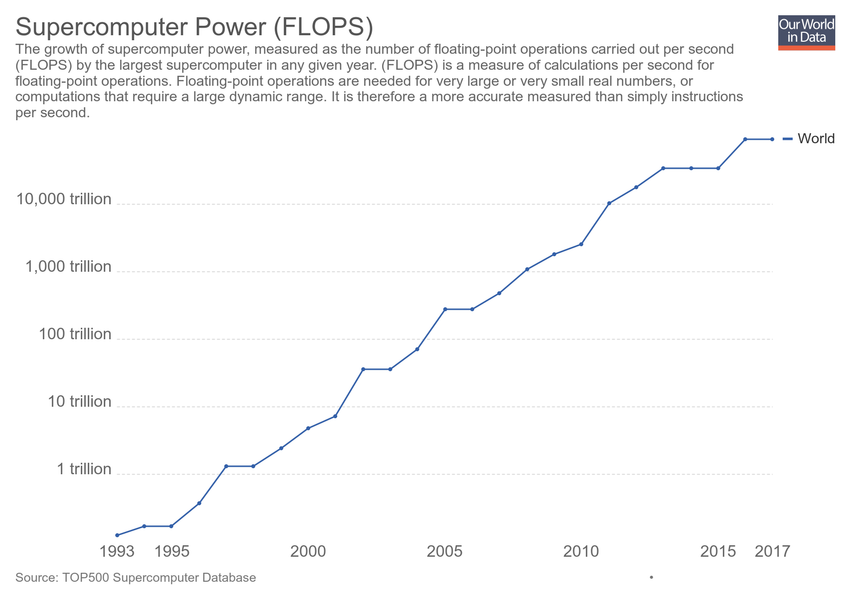 Supercomputer Power (FLOPS)
Our World
in Data
The growth of supercomputer power, measured as the number of floating-point operations carried out per second
(FLOPS) by the largest supercomputer in any given year. (FLOPS) is a measure of calculations per second for
floating-point operations. Floating-point operations are needed for very large or very small real numbers, or
computations that require a large dynamic range. It is therefore a more accurate measured than simply instructions
per second.
World
10,000 trillion
1,000 trillion
100 trillion
10 trillion
1 trillion
1993 1995 2000 2005 2010 2015 2017
Source: TOP500 Supercomputer Database